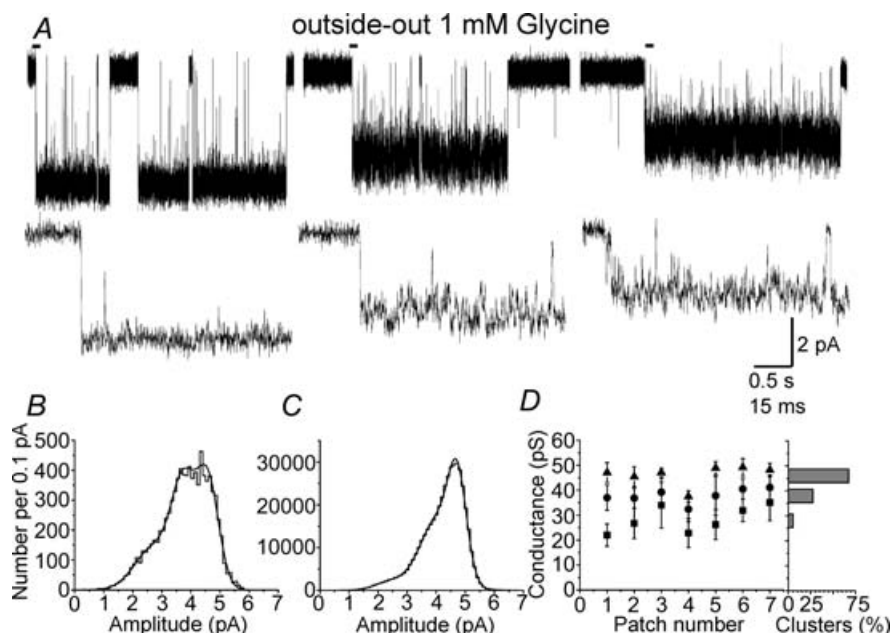 A outside-out 1 mM Glycine
2 pA
0.5 s
15 ms
B
Number per 0.1 pA
500
400
300
200
100
0
0 1 2 3 4 5 6 7
Amplitude (pA)
C
30000
20000
10000
0
0 1 2 3 4 5 6 7
Amplitude (pA)
D
Conductance (pS)
60
50
40
30
20
10
0
1 2 3 4 5 6 7
Patch number
0 25 75
Clusters (%)